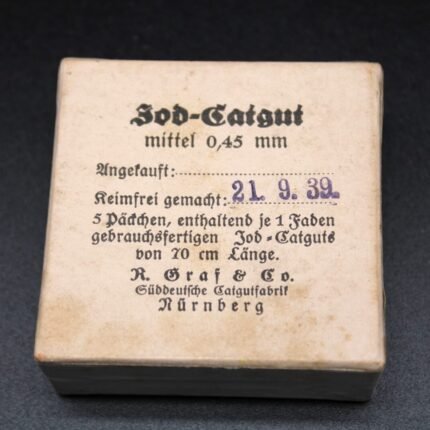 Jod-Catgut
mittel 0,45 mm
Angekauft:
Keimfrei gemacht: 21. 9. 39.
5 Päckchen, enthaltend je 1 Faden
gebrauchsfertigen Jod-Catguts
von 70 cm Länge.
R. Graf & Co.
Süddeutsche Catgutfabrik
Nürnberg